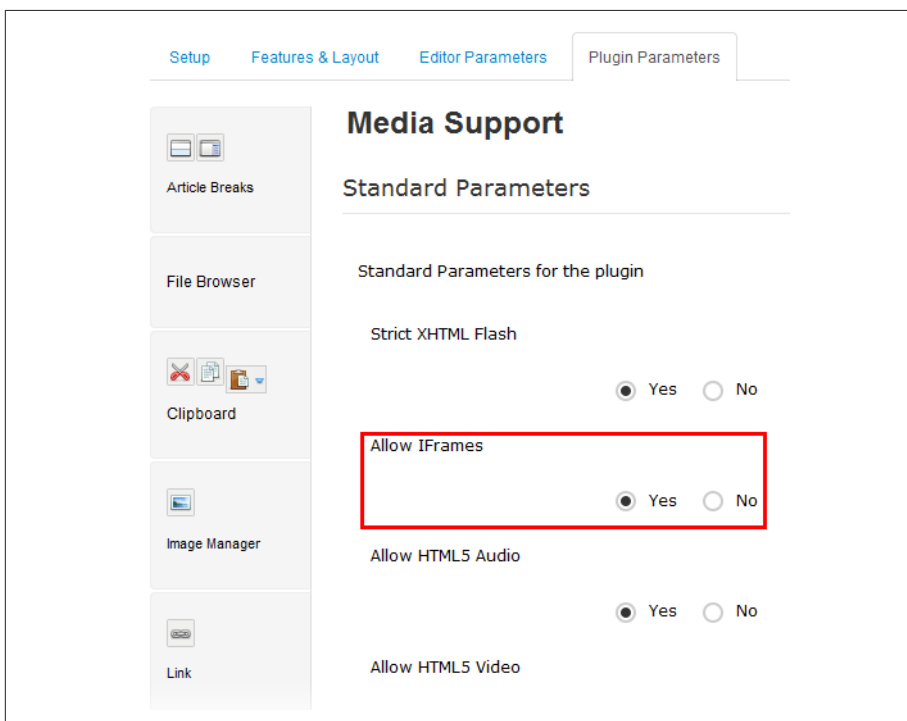 Setup Features & Layout Editor Parameters Plugin Parameters
Article Breaks
File Browser
Clipboard
Image Manager
Link
Media Support
Standard Parameters
Standard Parameters for the plugin
Strict XHTML Flash
Yes No
Allow IFrames
Yes No
Allow HTML5 Audio
Yes No
Allow HTML5 Video